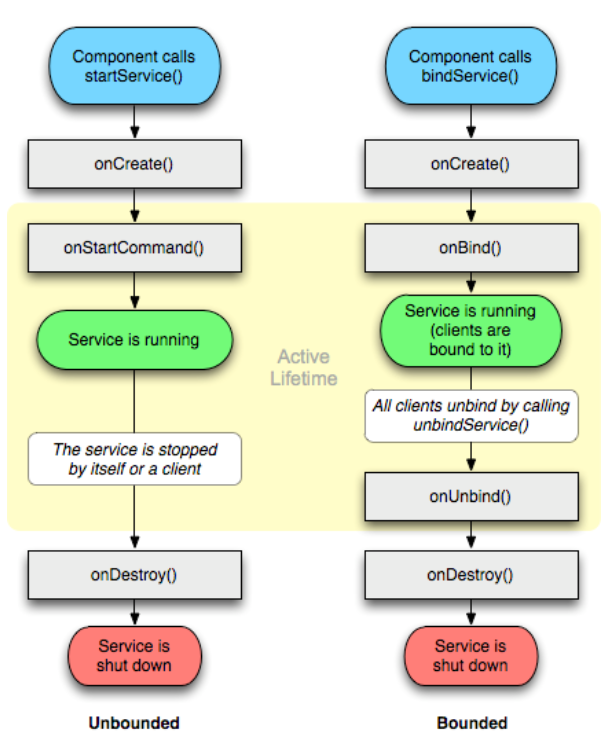 Component calls
startService()
onCreate()
onStartCommand()
Service is running
The service is stopped
by itself or a client
onDestroy()
Service is
shut down
Unbounded
Active
Lifetime
Component calls
bindService()
onCreate()
onBind()
Service is running
(clients are
bound to it)
All clients unbind by calling
unbindService()
onUnbind()
onDestroy()
Service is
shut down
Bounded